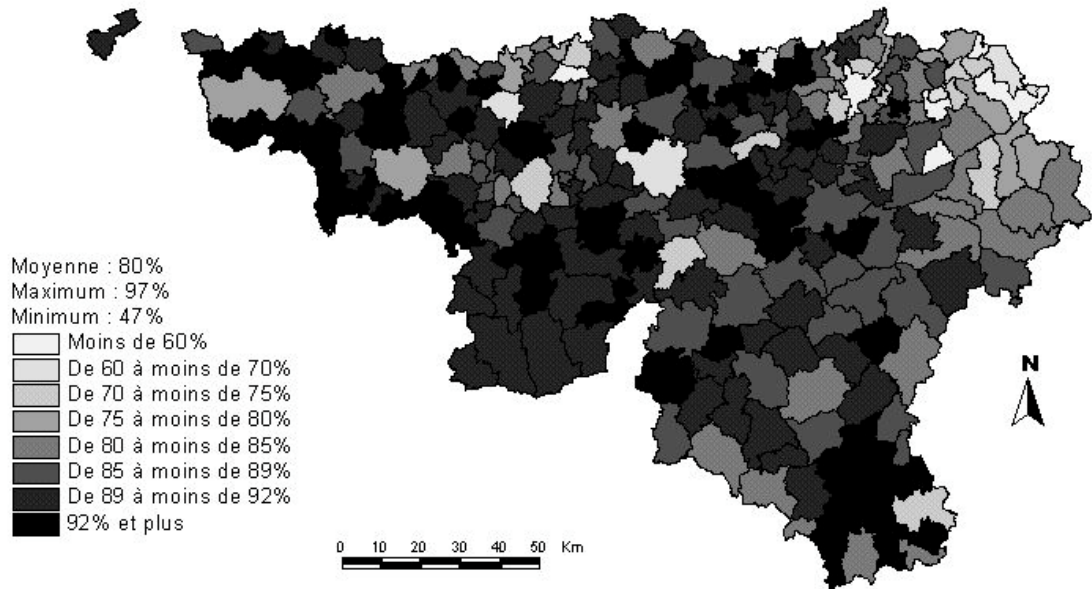 Moyenne : 80%
Maximum : 97%
Minimum : 47%
Moins de 60%
De 60 à moins de 70%
De 70 à moins de 75%
De 75 à moins de 80%
De 80 à moins de 85%
De 85 à moins de 89%
De 89 à moins de 92%
92% et plus
N
0 10 20 30 40 50 Km